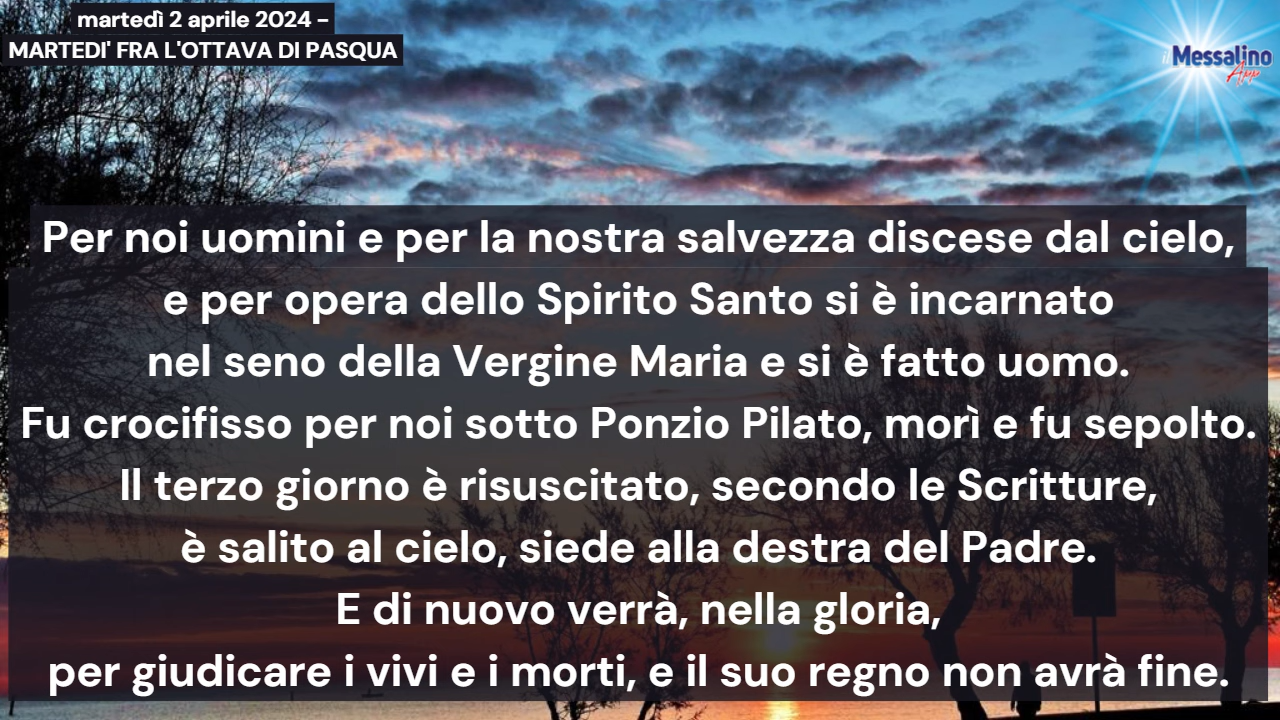 martedì 2 aprile 2024 –
MARTEDI' FRA L'OTTAVA DI PASQUA
il Messalino
App
Per noi uomini e per la nostra salvezza discese dal cielo,
e per opera dello Spirito Santo si è incarnato
nel seno della Vergine Maria e si è fatto uomo.
Fu crocifisso per noi sotto Ponzio Pilato, morì e fu sepolto.
Il terzo giorno è risuscitato, secondo le Scritture,
è salito al cielo, siede alla destra del Padre.
E di nuovo verrà, nella gloria,
per giudicare i vivi e i morti, e il suo regno non avrà fine.